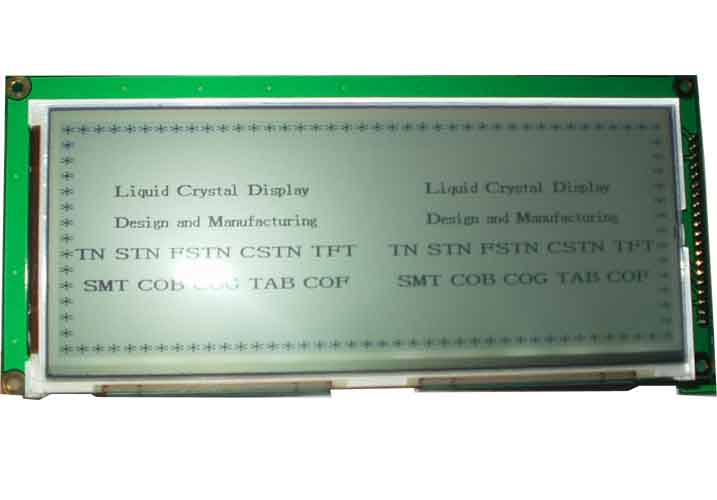 Liquid Crystal Display
Design and Manufacturing
TN STN FSTN CSTN TFT
SMT COB COG TAB COF
Liquid Crystal Display
Design and Manufacturing
TN STN FSTN CSTN TFT
SMT COB COG TAB COF